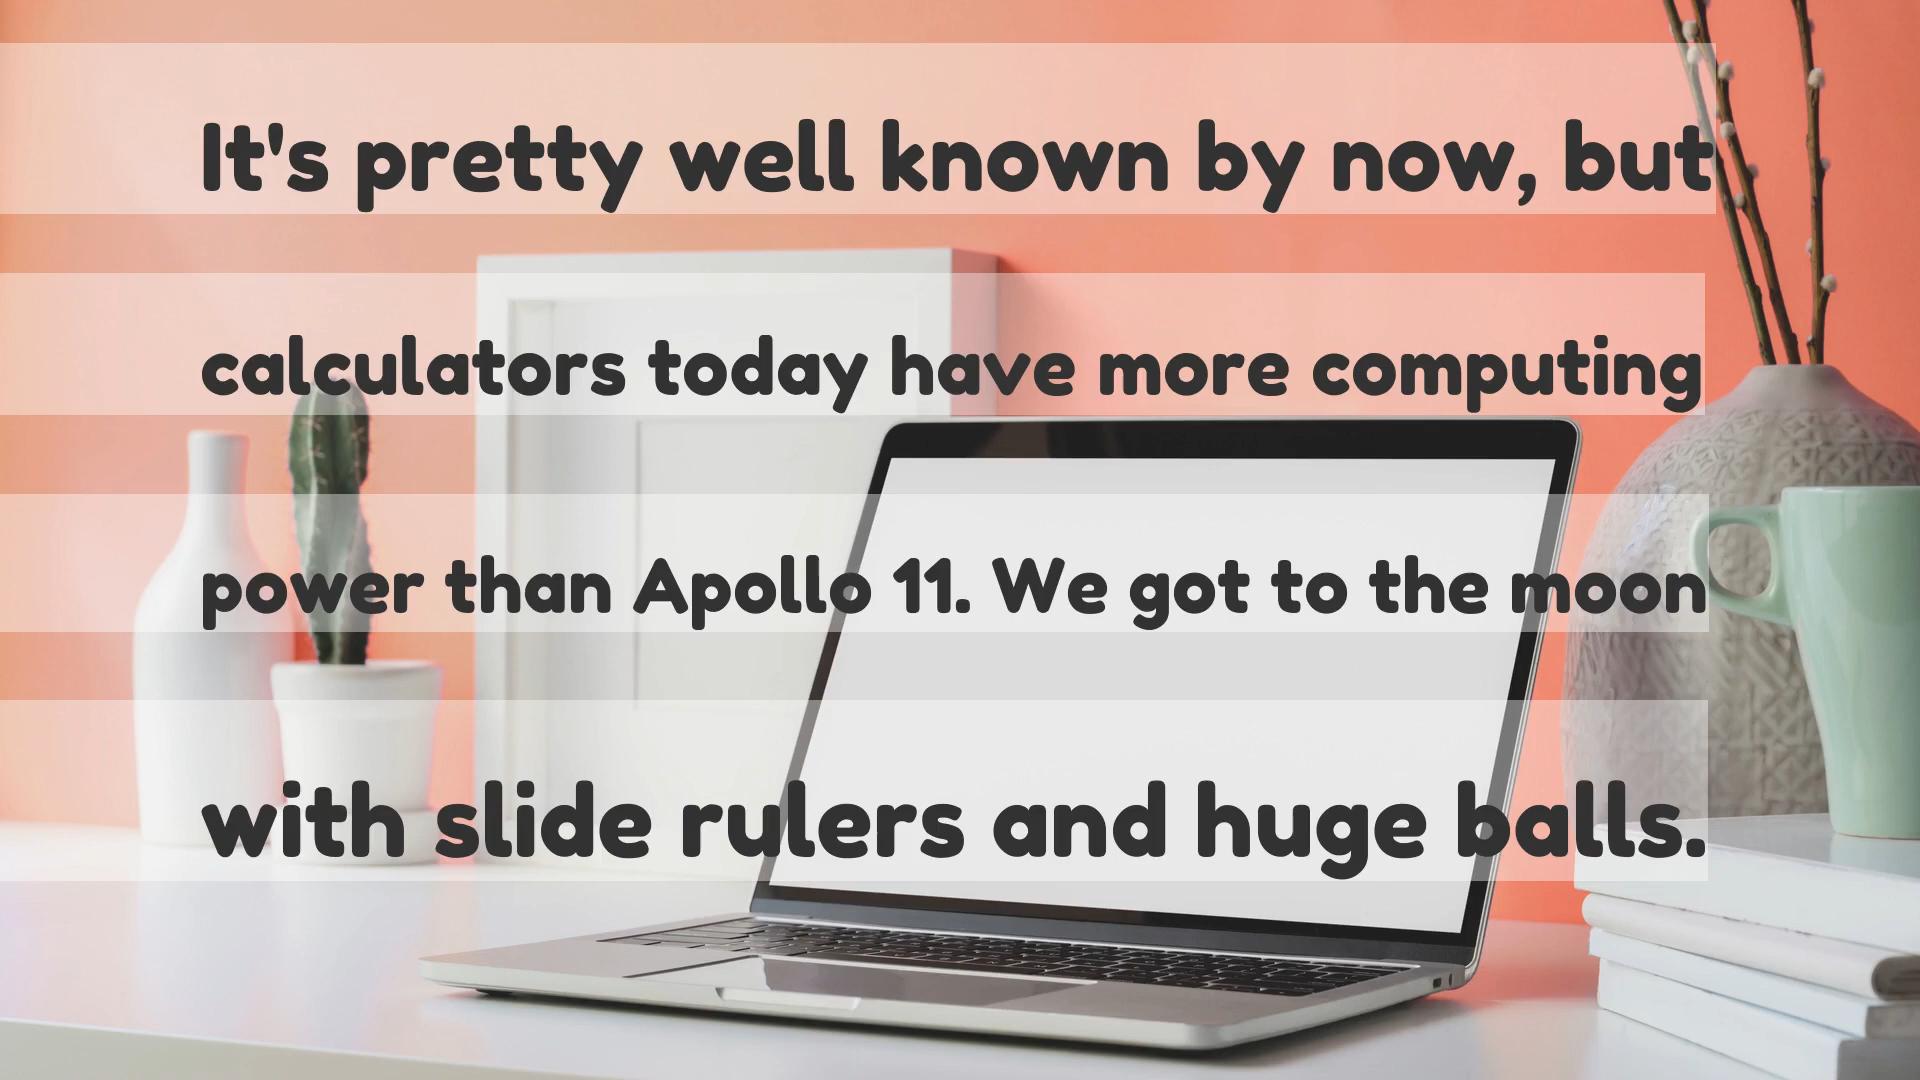 It's pretty well known by now, but
calculators today have more computing
power than Apollo 11. We got to the moon
with slide rulers and huge balls.